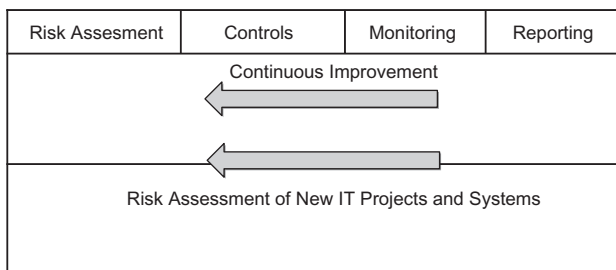 Risk Assesment Controls Monitoring Reporting
Continuous Improvement
Risk Assessment of New IT Projects and Systems